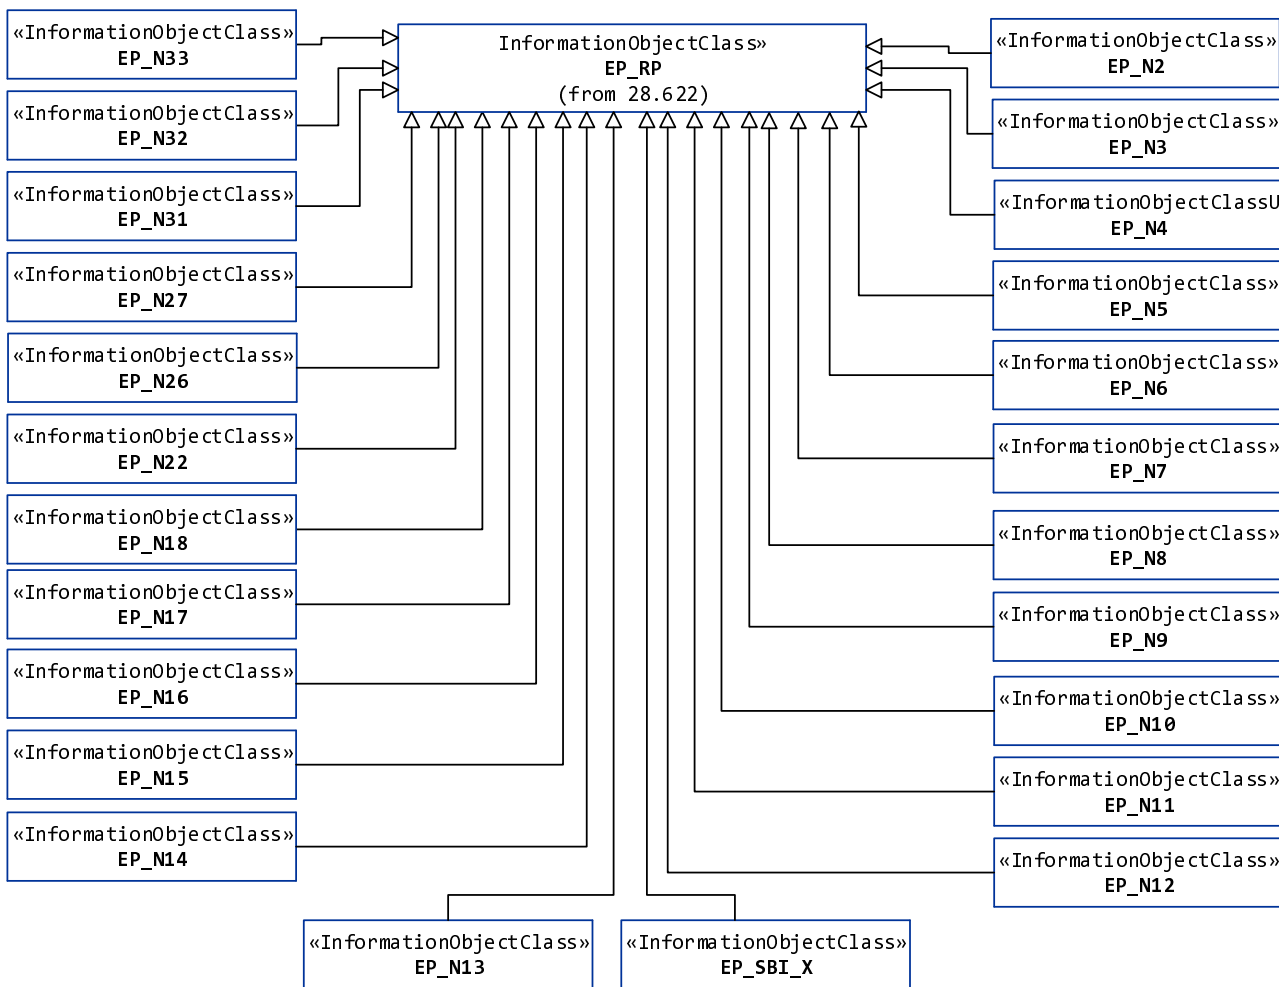 «InformationObjectClass»
EP_N33
«InformationObjectClass»
EP_N32
«InformationObjectClass»
EP_N31
«InformationObjectClass»
EP_N27
«InformationObjectClass»
EP_N26
«InformationObjectClass»
EP_N22
«InformationObjectClass»
EP_N18
«InformationObjectClass»
EP_N17
«InformationObjectClass»
EP_N16
«InformationObjectClass»
EP_N15
«InformationObjectClass»
EP_N14
InformationObjectClass»
EP_RP
(from 28.622)
«InformationObjectClass»
EP_N13
«InformationObjectClass»
EP_SBI_X
«InformationObjectClass»
EP_N2
«InformationObjectClass»
EP_N3
«InformationObjectClassU
EP_N4
«InformationObjectClass»
EP_N5
«InformationObjectClass»
EP_N6
«InformationObjectClass»
EP_N7
«InformationObjectClass»
EP_N8
«InformationObjectClass»
EP_N9
«InformationObjectClass»
EP_N10
«InformationObjectClass»
EP_N11
«InformationObjectClass»
EP_N12